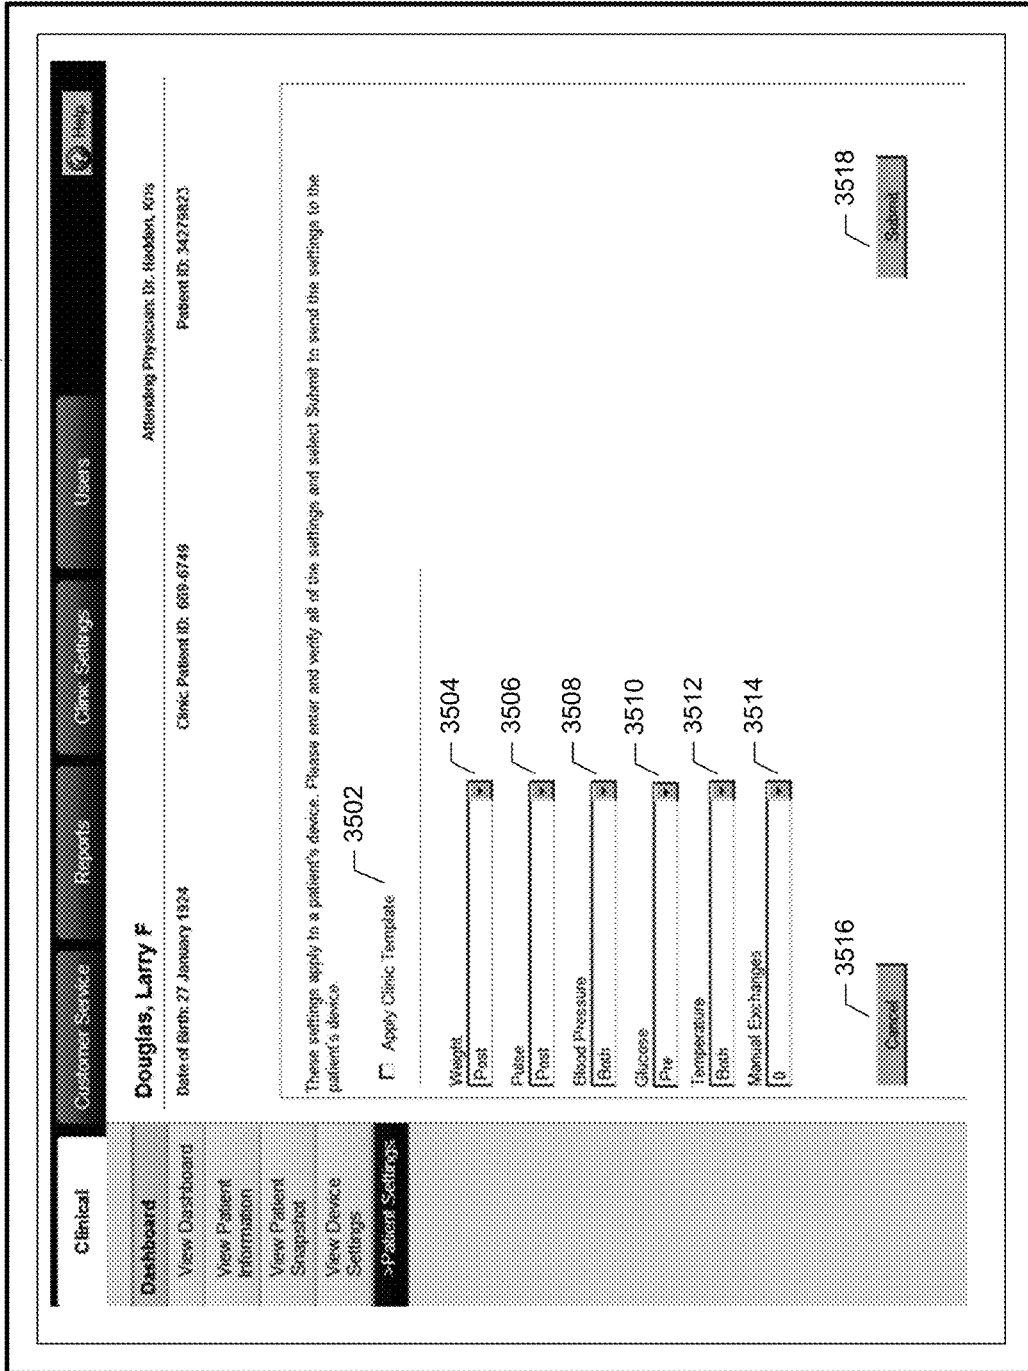 Clinical
Customer Service
Reports
Clinic Settings
Users
Help
Dashboard
View Dashboard
View Patient
Information
View Patient
Snapshot
View Device
Settings
>Patient Settings
Douglas, Larry F
Attending Physician: Dr. Hadden, Kris
Date of Birth: 27 January 1924
Clinic Patient ID: 689-6749
Patient ID: 34279823
These settings apply to a patient's device. Please enter and verify all of the settings and select Submit to send the settings to the
patient's device.
3502
Apply Clinic Template
Weight
Post
3504
Pulse
Post
3506
Blood Pressure
Both
3508
Glucose
Pre
3510
Temperature
Both
3512
Manual Exchanges
0
3514
3516
Cancel
3518
Submit